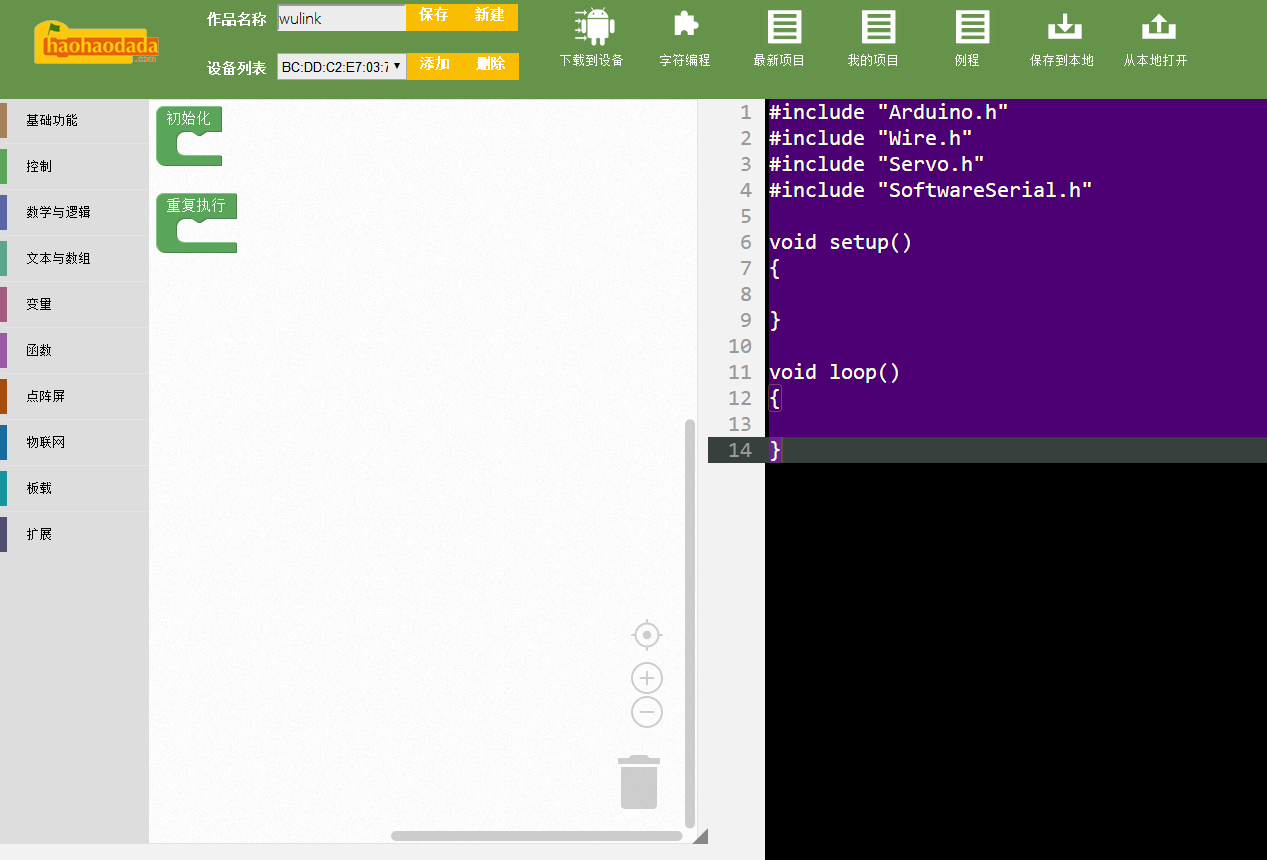 haohaodada
.com
作品名称 wulink 保存 新建
设备列表 BC:DD:C2:E7:03:7 添加 删除
下载到设备 字符编程 最新项目 我的项目 例程 保存到本地 从本地打开
基础功能
控制
数学与逻辑
文本与数组
变量
函数
点阵屏
物联网
板载
扩展
初始化
重复执行
1 #include "Arduino.h"
2 #include "Wire.h"
3 #include "Servo.h"
4 #include "SoftwareSerial.h"
5
6 void setup()
7 {
8
9 }
10
11 void loop()
12 {
13
14 }